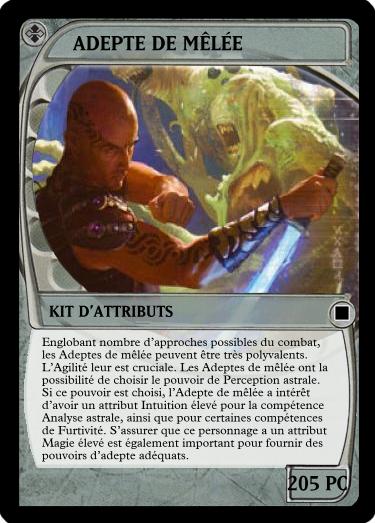 ADEPTE DE MÊLÉE
KIT D'ATTRIBUTS
Englobant nombre d'approches possibles du combat,
les Adeptes de mêlée peuvent être très polyvalents.
L'Agilité leur est cruciale. Les Adeptes de mêlée ont la
possibilité de choisir le pouvoir de Perception astrale.
Si ce pouvoir est choisi, l'Adepte de mêlée a intérêt
d'avoir un attribut Intuition élevé pour la compétence
Analyse astrale, ainsi que pour certaines compétences
de Furtivité. S'assurer que ce personnage a un attribut
Magie élevé est également important pour fournir des
pouvoirs d'adepte adéquats.
205 PC